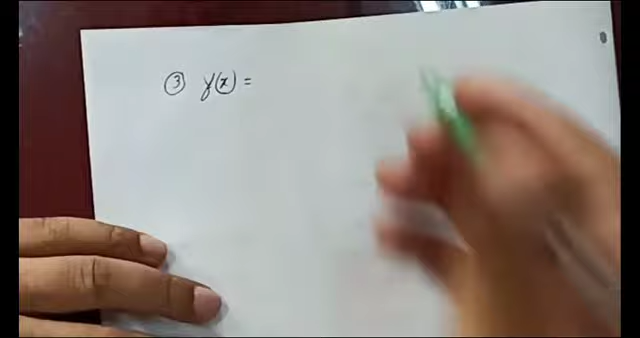 ③ y(x) =